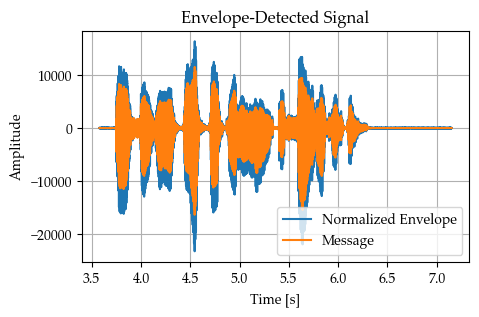 Envelope-Detected Signal
Amplitude
10000
0
−10000
−20000
Normalized Envelope
Message
3.5 4.0 4.5 5.0 5.5 6.0 6.5 7.0
Time [s]